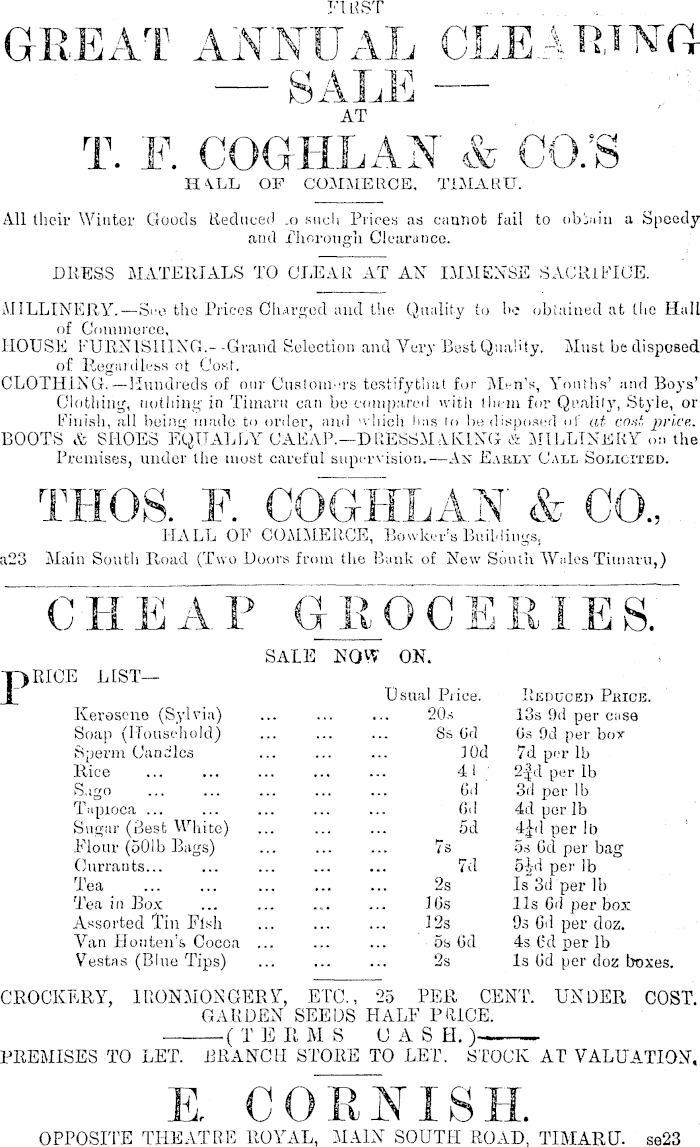 FIRST
GREAT ANNUAL CLEARING
— SALE —
AT
T. F. COGHLAN & CO.'S
HALL OF COMMERCE, TIMARU.
All their Winter Goods Reduced to such Prices as cannot fail to obtain a Speedy
and Thorough Clearance.
DRESS MATERIALS TO CLEAR AT AN IMMENSE SACRIFICE.
MILLINERY.—See the Prices Charged and the Quality to be obtained at the Hall
of Commerce,
HOUSE FURNISHING.--Grand Selection and Very Best Quality. Must be disposed
of Regardless of Cost.
CLOTHING.—Hundreds of our Customers testifythat for Men's, Youths' and Boys'
Clothing, nothing in Timaru can be compared with them for Quality, Style, or
Finish, all being made to order, and which has to be disposed of at cost price.
BOOTS & SHOES EQUALLY CAEAP.—DRESSMAKING & MILLINERY on the
Premises, under the most careful supervision.—AN EARLY CALL SOLICITED.
THOS. F. COGHLAN & CO.,
HALL OF COMMERCE, Bowker's Buildings,
a23 Main South Road (Two Doors from the Bank of New South Wales Timaru,)
CHEAP GROCERIES.
SALE NOW ON.
PRICE LIST—
Usual Price. REDUCED PRICE.
Kerosene (Sylvia) ... ... ... 20s 13s 9d per case
Soap (Household) ... ... ... 8s 6d 6s 9d per box
Sperm Candles ... ... ... 10d 7d per lb
Rice ... ... ... ... ... 4d 2¾d per lb
Sago ... ... ... ... ... 6d 3d per lb
Tapioca ... ... ... ... ... 6d 4d per lb
Sugar (Best White) ... ... ... 5d 4¼d per lb
Flour (50lb Bags) ... ... ... 7s 5s 6d per bag
Currants... ... ... ... ... 7d 5½d per lb
Tea ... ... ... ... ... 2s 1s 3d per lb
Tea in Box ... ... ... ... 16s 11s 6d per box
Assorted Tin Fish ... ... ... 12s 9s 6d per doz.
Van Houten's Cocoa ... ... ... 5s 6d 4s 6d per lb
Vestas (Blue Tips) ... ... ... 2s 1s 6d per doz boxes.
CROCKERY, IRONMONGERY, ETC., 25 PER CENT. UNDER COST.
GARDEN SEEDS HALF PRICE.
——(TERMS CASH.)——
PREMISES TO LET. BRANCH STORE TO LET. STOCK AT VALUATION,
E. CORNISH.
OPPOSITE THEATRE ROYAL, MAIN SOUTH ROAD, TIMARU. se23